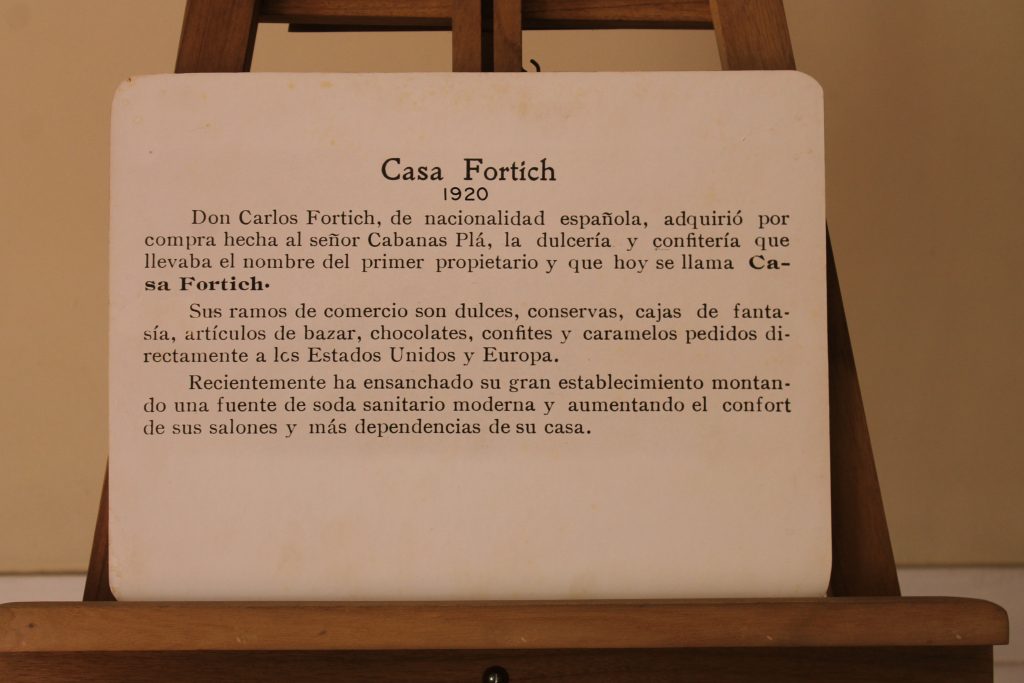 Casa Fortich
1920
Don Carlos Fortich, de nacionalidad española, adquirió por
compra hecha al señor Cabanas Plá, la dulcería y confitería que
llevaba el nombre del primer propietario y que hoy se llama Ca-
sa Fortich.
Sus ramos de comercio son dulces, conservas, cajas de fanta-
sía, artículos de bazar, chocolates, confites y caramelos pedidos di-
rectamente a los Estados Unidos y Europa.
Recientemente ha ensanchado su gran establecimiento montan-
do una fuente de soda sanitario moderna y aumentando el confort
de sus salones y más dependencias de su casa.